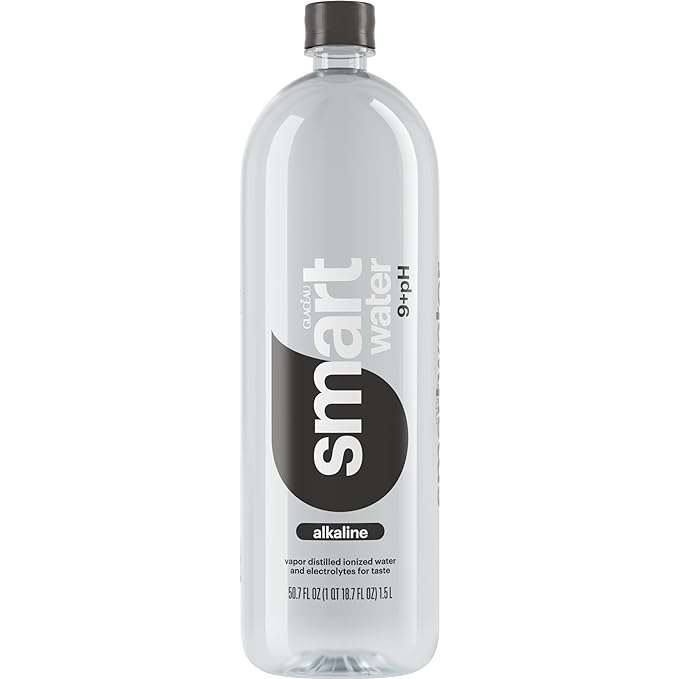 GLACÉAU
smart
water
9+pH
alkaline
vapor distilled ionized water
and electrolytes for taste
50.7 FL OZ (1 QT 18.7 FL OZ) 1.5 L